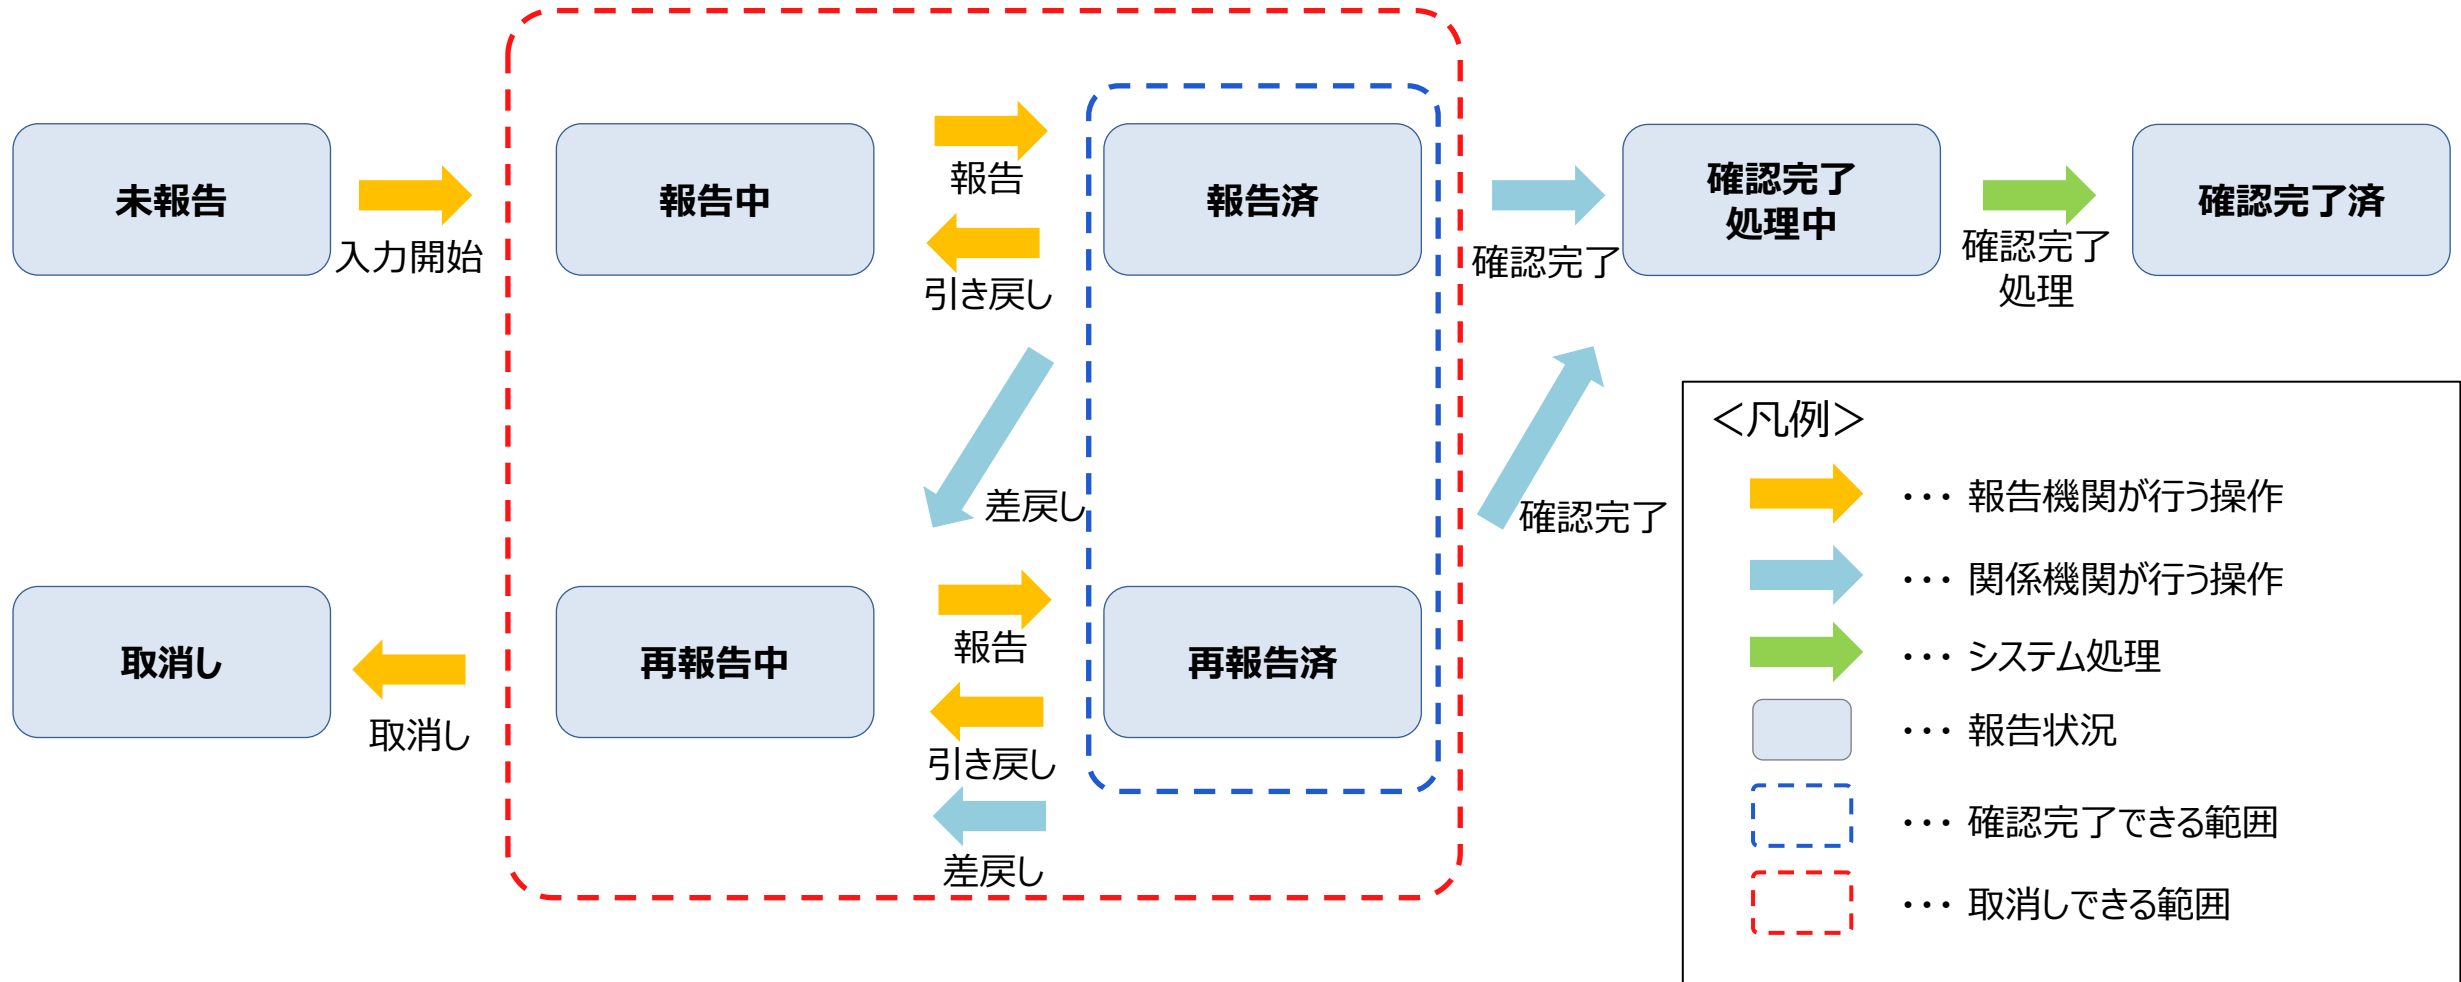 未報告
入力開始
報告中
報告
引き戻し
報告済
確認完了
確認完了
処理中
確認完了
処理
確認完了済
差戻し
確認完了
取消し
取消し
再報告中
報告
引き戻し
差戻し
再報告済
＜凡例＞
・・・ 報告機関が行う操作
・・・ 関係機関が行う操作
・・・ システム処理
・・・ 報告状況
・・・ 確認完了できる範囲
・・・ 取消しできる範囲